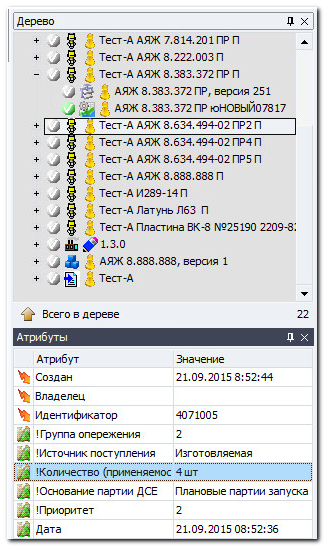 Дерево
Тест-А АЯЖ 7.814.201 ПР П
Тест-А АЯЖ 8.222.003 П
Тест-А АЯЖ 8.383.372 ПР П
АЯЖ 8.383.372 ПР, версия 251
АЯЖ 8.383.372 ПР юНОВЫЙ07817
Тест-А АЯЖ 8.634.494-02 ПР2 П
Тест-А АЯЖ 8.634.494-02 ПР4 П
Тест-А АЯЖ 8.634.494-02 ПР5 П
Тест-А АЯЖ 8.888.888 П
Тест-А И289-14 П
Тест-А Латунь Л63 П
Тест-А Пластина ВК-8 №25190 2209-82
1.3.0
АЯЖ 8.888.888, версия 1
Тест-А
Всего в дереве 22
Атрибуты
Атрибут Значение
Создан 21.09.2015 8:52:44
Владелец
Идентификатор 4071005
!Группа опережения 2
!Источник поступления Изготовляемая
!Количество (применяемос 4 шт
!Основание партии ДСЕ Плановые партии запуска
!Приоритет 2
Дата 21.09.2015 08:52:36